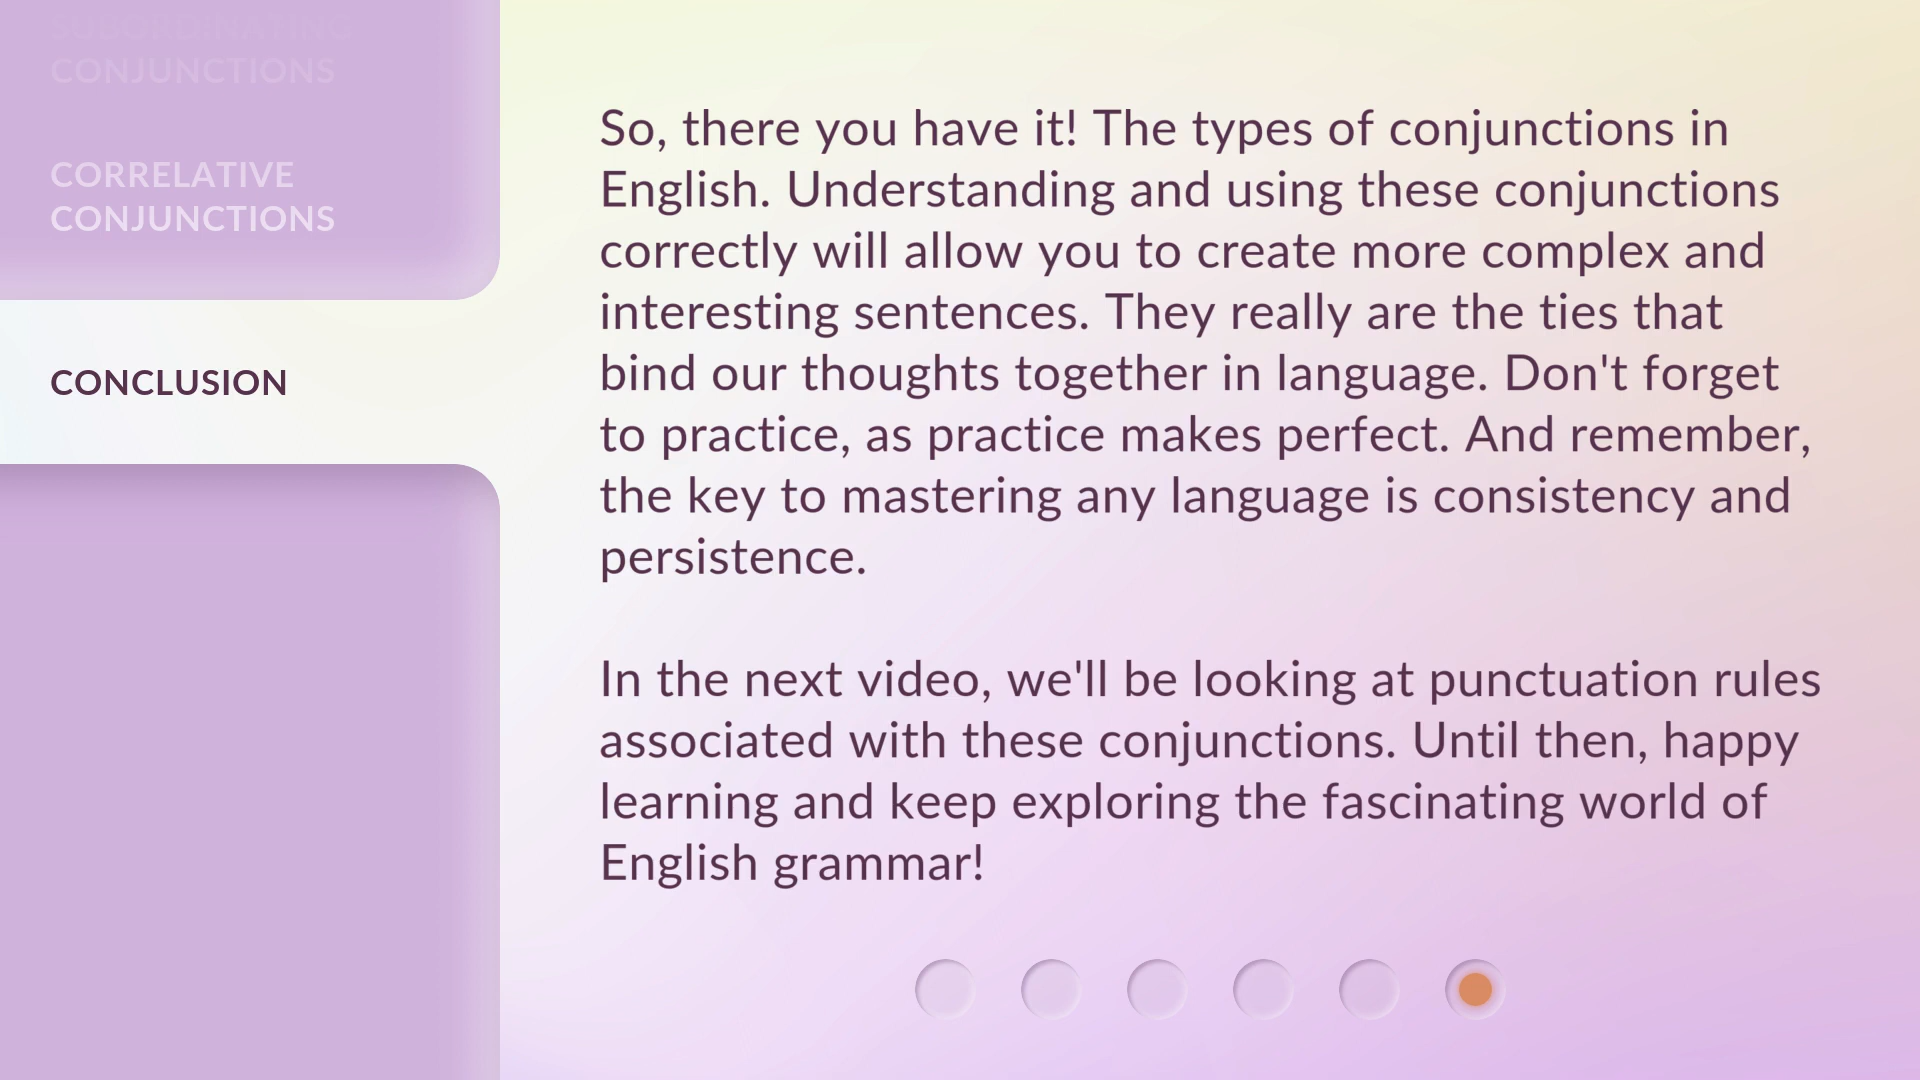 SUBORDINATING
CONJUNCTIONS
CORRELATIVE
CONJUNCTIONS
CONCLUSION
So, there you have it! The types of conjunctions in
English. Understanding and using these conjunctions
correctly will allow you to create more complex and
interesting sentences. They really are the ties that
bind our thoughts together in language. Don't forget
to practice, as practice makes perfect. And remember,
the key to mastering any language is consistency and
persistence.
In the next video, we'll be looking at punctuation rules
associated with these conjunctions. Until then, happy
learning and keep exploring the fascinating world of
English grammar!